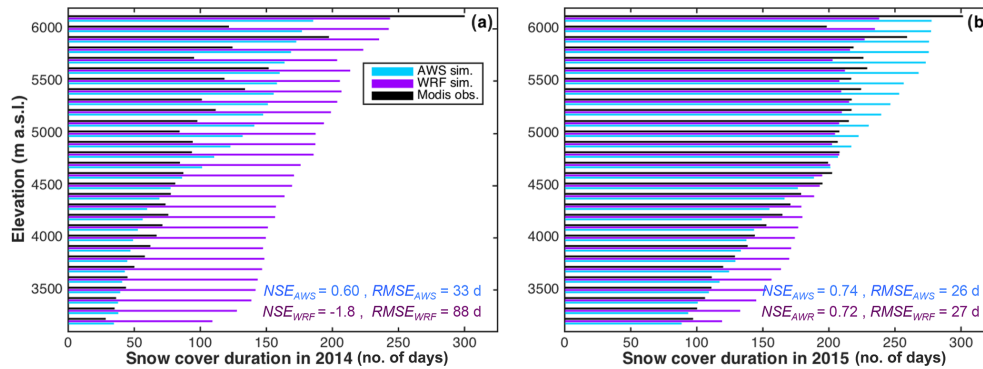 (a)
(b)
6000
5500
5000
4500
4000
3500
Elevation (m a.s.l.)
AWS sim.
WRF sim.
Modis obs.
NSE_AWS = 0.60 , RMSE_AWS = 33 d
NSE_WRF = -1.8 , RMSE_WRF = 88 d
0 50 100 150 200 250 300
Snow cover duration in 2014 (no. of days)
6000
5500
5000
4500
4000
3500
NSE_AWS = 0.74 , RMSE_AWS = 26 d
NSE_AWR = 0.72 , RMSE_WRF = 27 d
0 50 100 150 200 250 300
Snow cover duration in 2015 (no. of days)